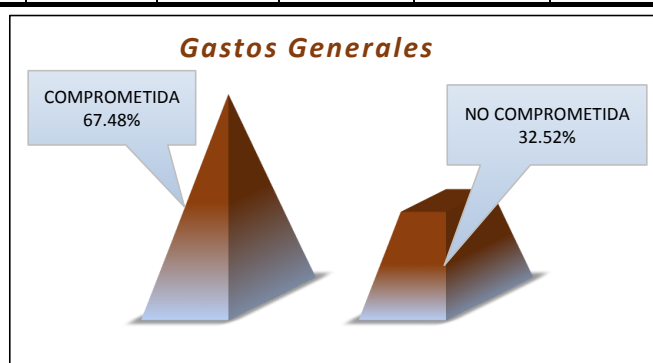 Gastos Generales
COMPROMETIDA
67.48%
NO COMPROMETIDA
32.52%